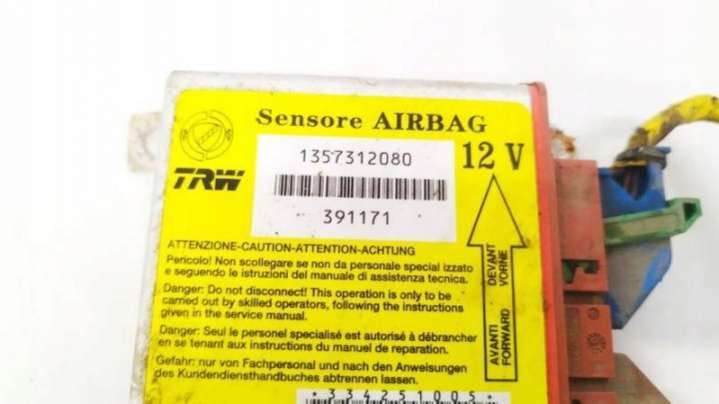 Sensore AIRBAG
1357312080
12 V
TRW
391171
ATTENZIONE-CAUTION-ATTENTION-ACHTUNG
Pericolo! Non scollegare se non da personale special izzato
e seguendo le istruzioni del manuale di assistenza tecnica.
Danger: Do not disconnect! This operation is only to be
carried out by skilled operators, following the instructions
given in the service manual.
Danger: Seul le personel specialisé est autorisé à débrancher
en se tenant aux instructions du manuel de reparation.
Gefahr: nur von Fachpersonal und nach den Anweisungen
des Kundendiensthandbuches abtrennen lassen.
DEVANT
VORNE
AVANTI
FORWARD
*334251005*